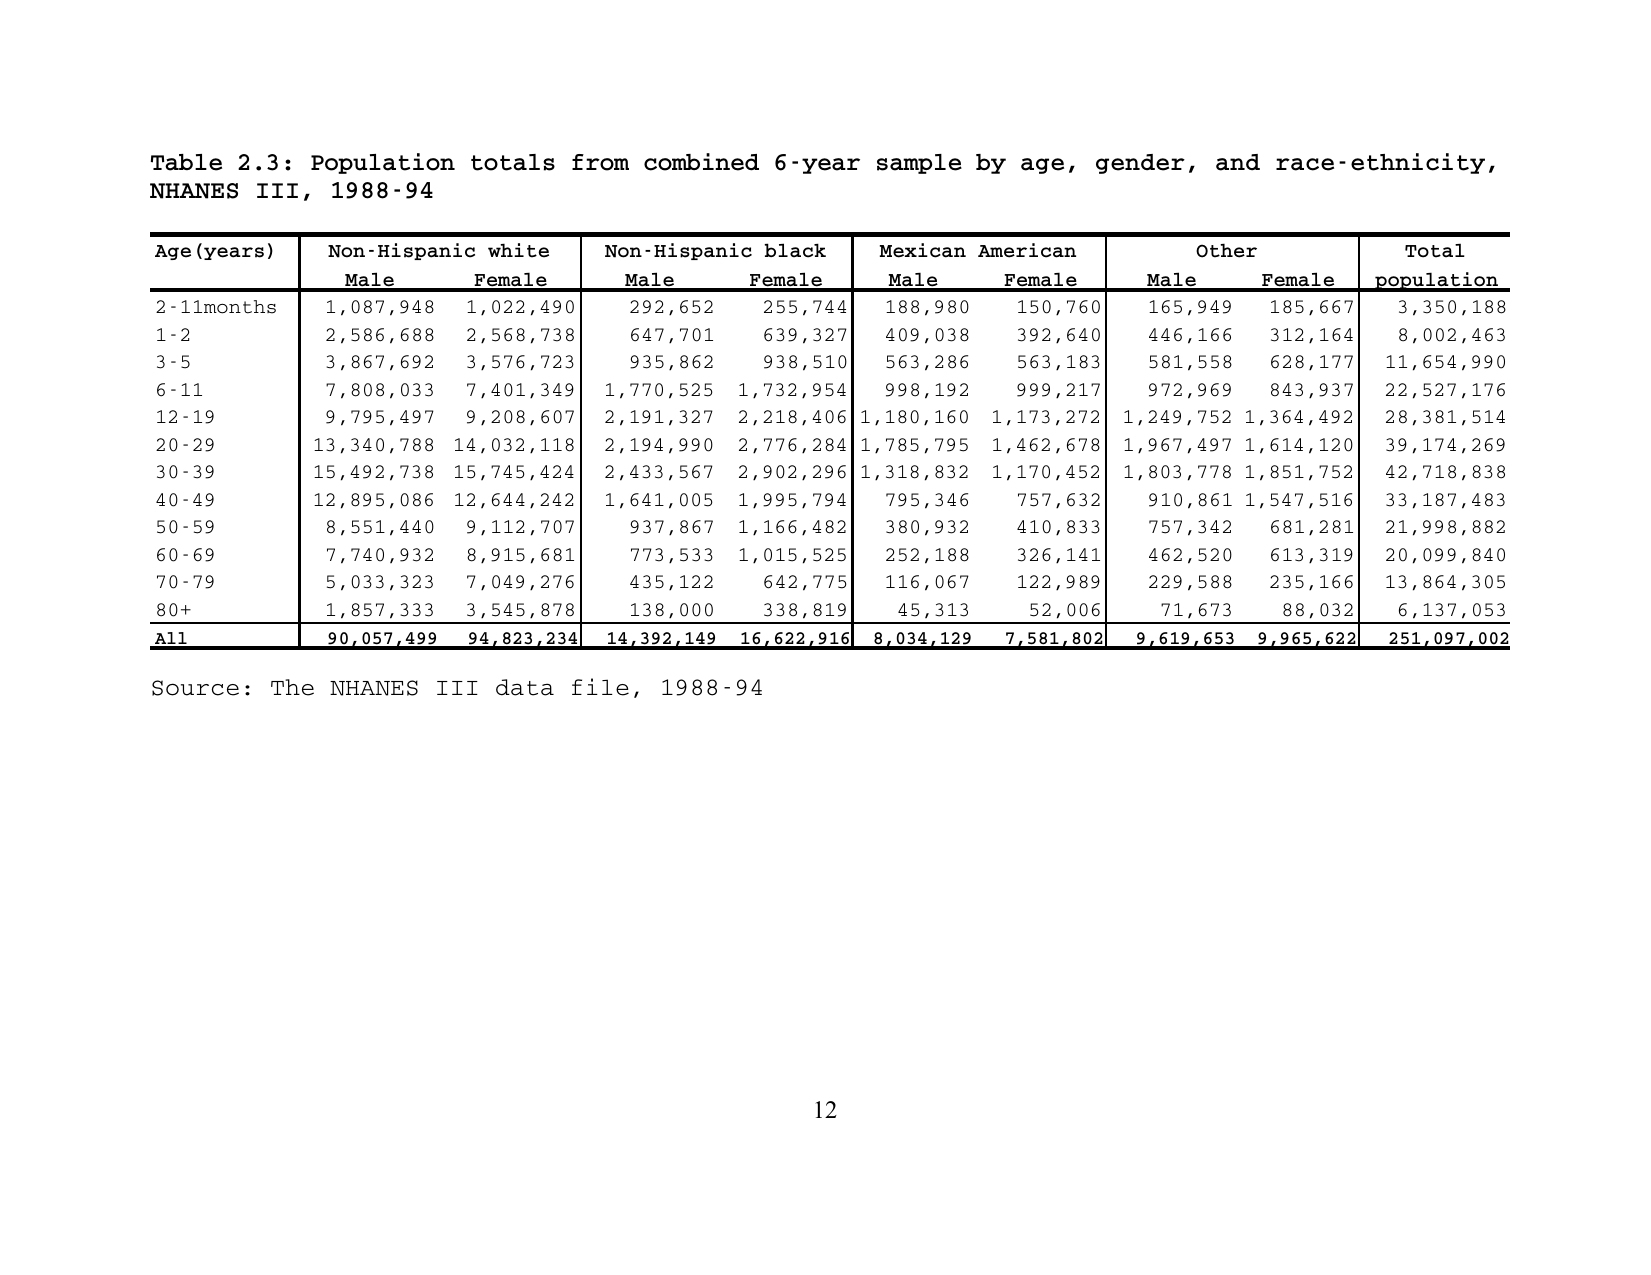 Table 2.3: Population totals from combined 6-year sample by age, gender, and race-ethnicity,
NHANES III, 1988-94
Age(years) Non-Hispanic white Non-Hispanic black Mexican American Other Total
Male Female Male Female Male Female Male Female population
2-11months 1,087,948 1,022,490 292,652 255,744 188,980 150,760 165,949 185,667 3,350,188
1-2 2,586,688 2,568,738 647,701 639,327 409,038 392,640 446,166 312,164 8,002,463
3-5 3,867,692 3,576,723 935,862 938,510 563,286 563,183 581,558 628,177 11,654,990
6-11 7,808,033 7,401,349 1,770,525 1,732,954 998,192 999,217 972,969 843,937 22,527,176
12-19 9,795,497 9,208,607 2,191,327 2,218,406 1,180,160 1,173,272 1,249,752 1,364,492 28,381,514
20-29 13,340,788 14,032,118 2,194,990 2,776,284 1,785,795 1,462,678 1,967,497 1,614,120 39,174,269
30-39 15,492,738 15,745,424 2,433,567 2,902,296 1,318,832 1,170,452 1,803,778 1,851,752 42,718,838
40-49 12,895,086 12,644,242 1,641,005 1,995,794 795,346 757,632 910,861 1,547,516 33,187,483
50-59 8,551,440 9,112,707 937,867 1,166,482 380,932 410,833 757,342 681,281 21,998,882
60-69 7,740,932 8,915,681 773,533 1,015,525 252,188 326,141 462,520 613,319 20,099,840
70-79 5,033,323 7,049,276 435,122 642,775 116,067 122,989 229,588 235,166 13,864,305
80+ 1,857,333 3,545,878 138,000 338,819 45,313 52,006 71,673 88,032 6,137,053
All 90,057,499 94,823,234 14,392,149 16,622,916 8,034,129 7,581,802 9,619,653 9,965,622 251,097,002
Source: The NHANES III data file, 1988-94
12